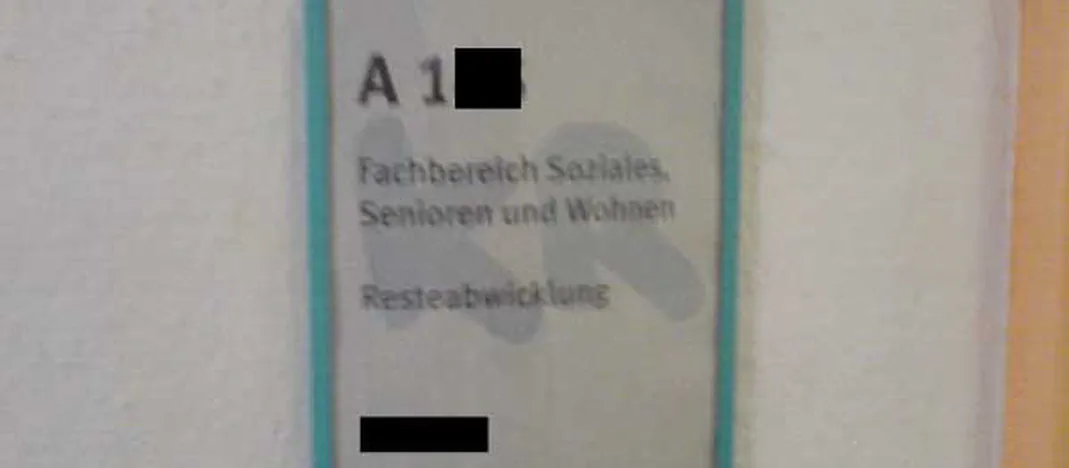 A 1
Fachbereich Soziales,
Senioren und Wohnen
Resteabwicklung